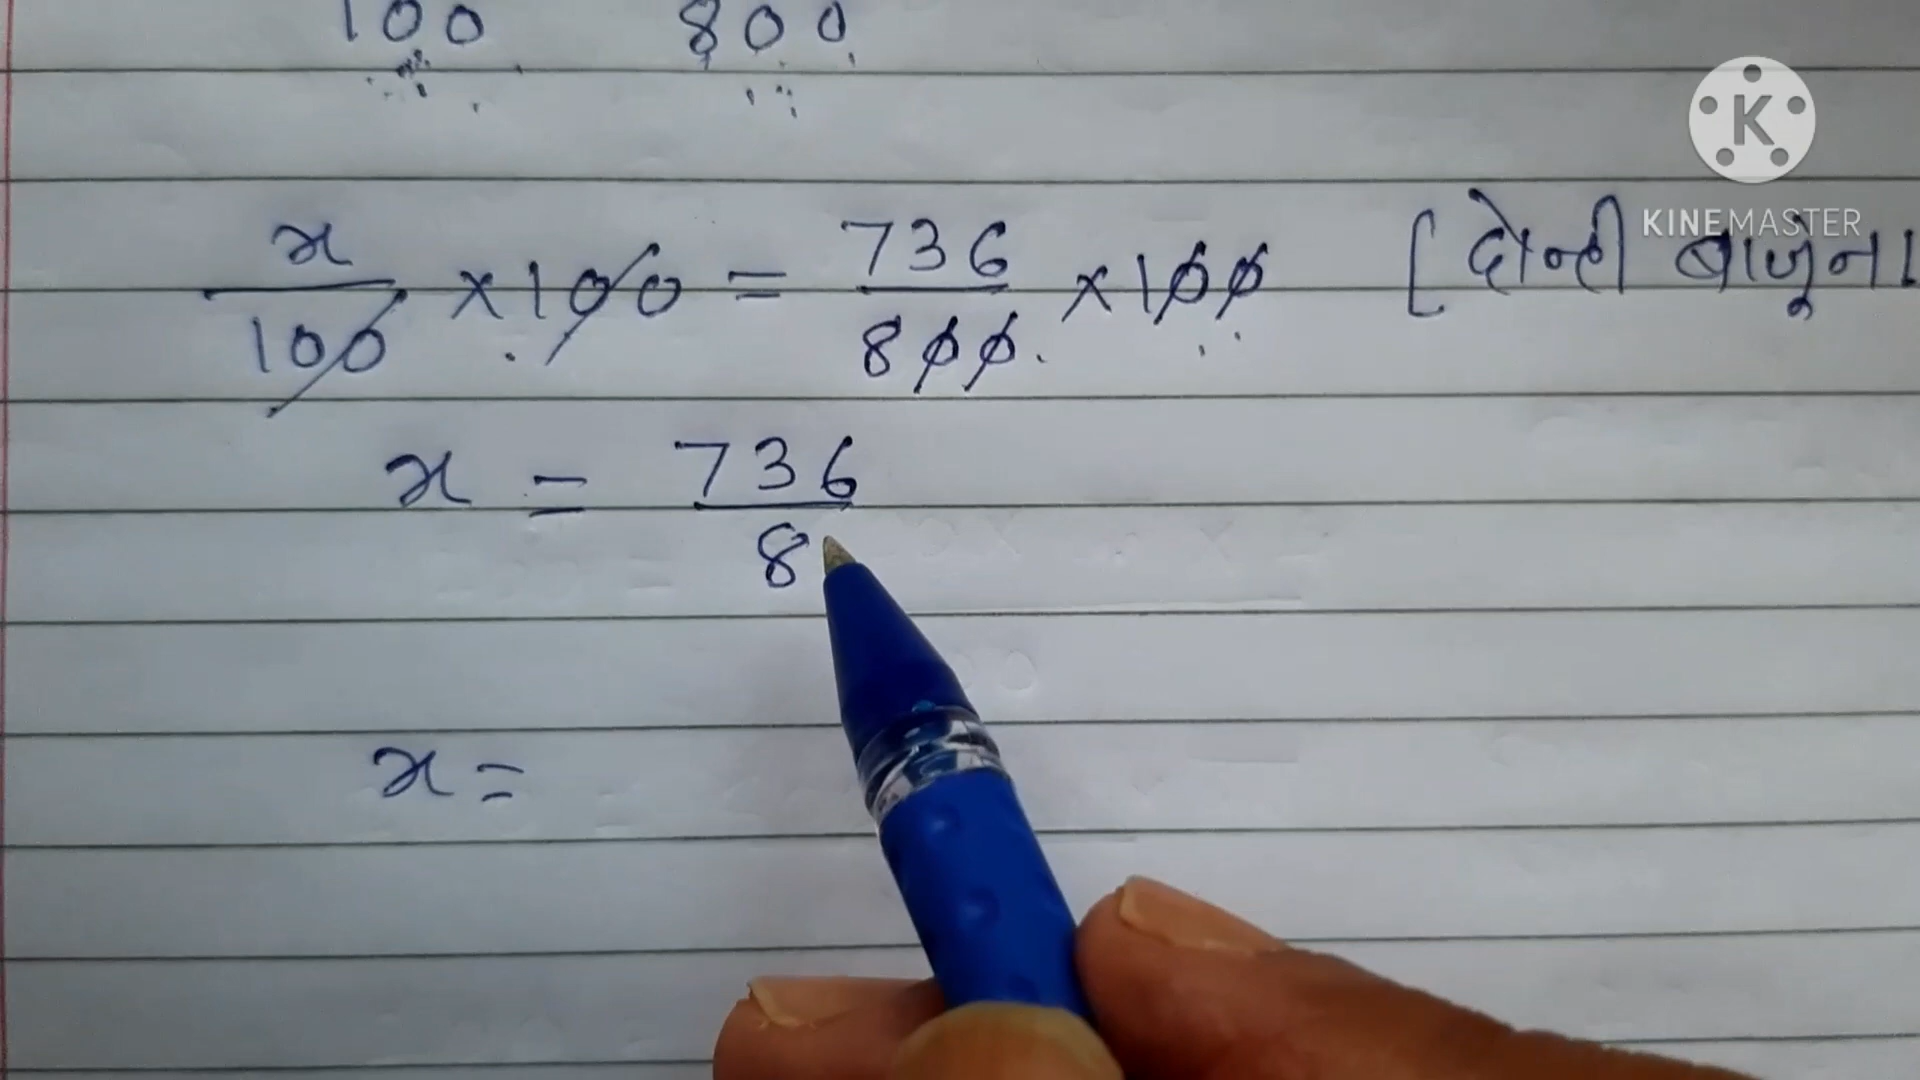 100 800
K
KINEMASTER
x/100 × 100 = 736/800 × 100 [ दोन्ही बाजूंना
x = 736/8
x =